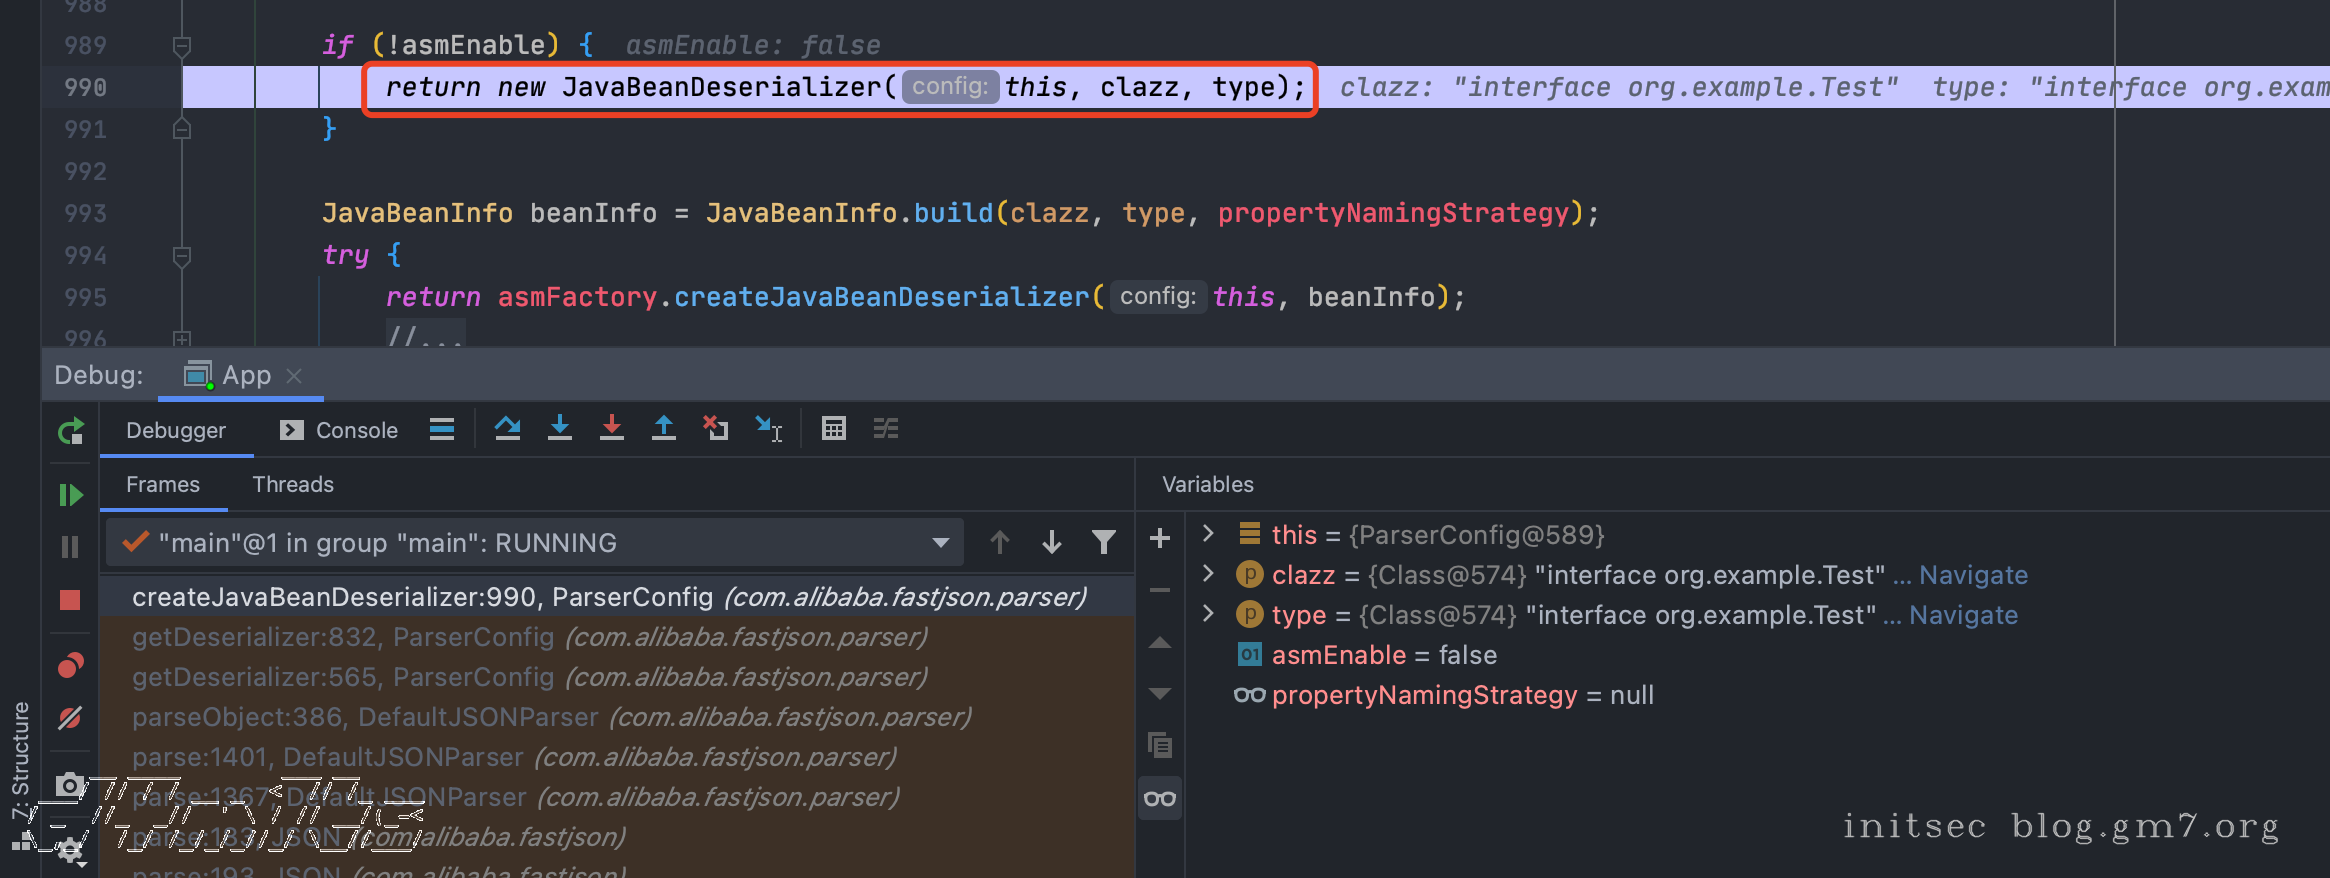 988
989 if (!asmEnable) { asmEnable: false
990 return new JavaBeanDeserializer( config: this, clazz, type); clazz: "interface org.example.Test" type: "interface org.exam
991 }
992
993 JavaBeanInfo beanInfo = JavaBeanInfo.build(clazz, type, propertyNamingStrategy);
994 try {
995 return asmFactory.createJavaBeanDeserializer( config: this, beanInfo);
996 //...
Debug: App
Debugger Console
Frames Threads
Variables
"main"@1 in group "main": RUNNING
createJavaBeanDeserializer:990, ParserConfig (com.alibaba.fastjson.parser)
getDeserializer:832, ParserConfig (com.alibaba.fastjson.parser)
getDeserializer:565, ParserConfig (com.alibaba.fastjson.parser)
parseObject:386, DefaultJSONParser (com.alibaba.fastjson.parser)
parse:1401, DefaultJSONParser (com.alibaba.fastjson.parser)
parse:1367, DefaultJSONParser (com.alibaba.fastjson.parser)
parse:183, JSON (com.alibaba.fastjson)
parse:193, JSON (com.alibaba.fastjson)
this = {ParserConfig@589}
p clazz = {Class@574} "interface org.example.Test" ... Navigate
p type = {Class@574} "interface org.example.Test" ... Navigate
01 asmEnable = false
propertyNamingStrategy = null
7: Structure
initsec blog.gm7.org